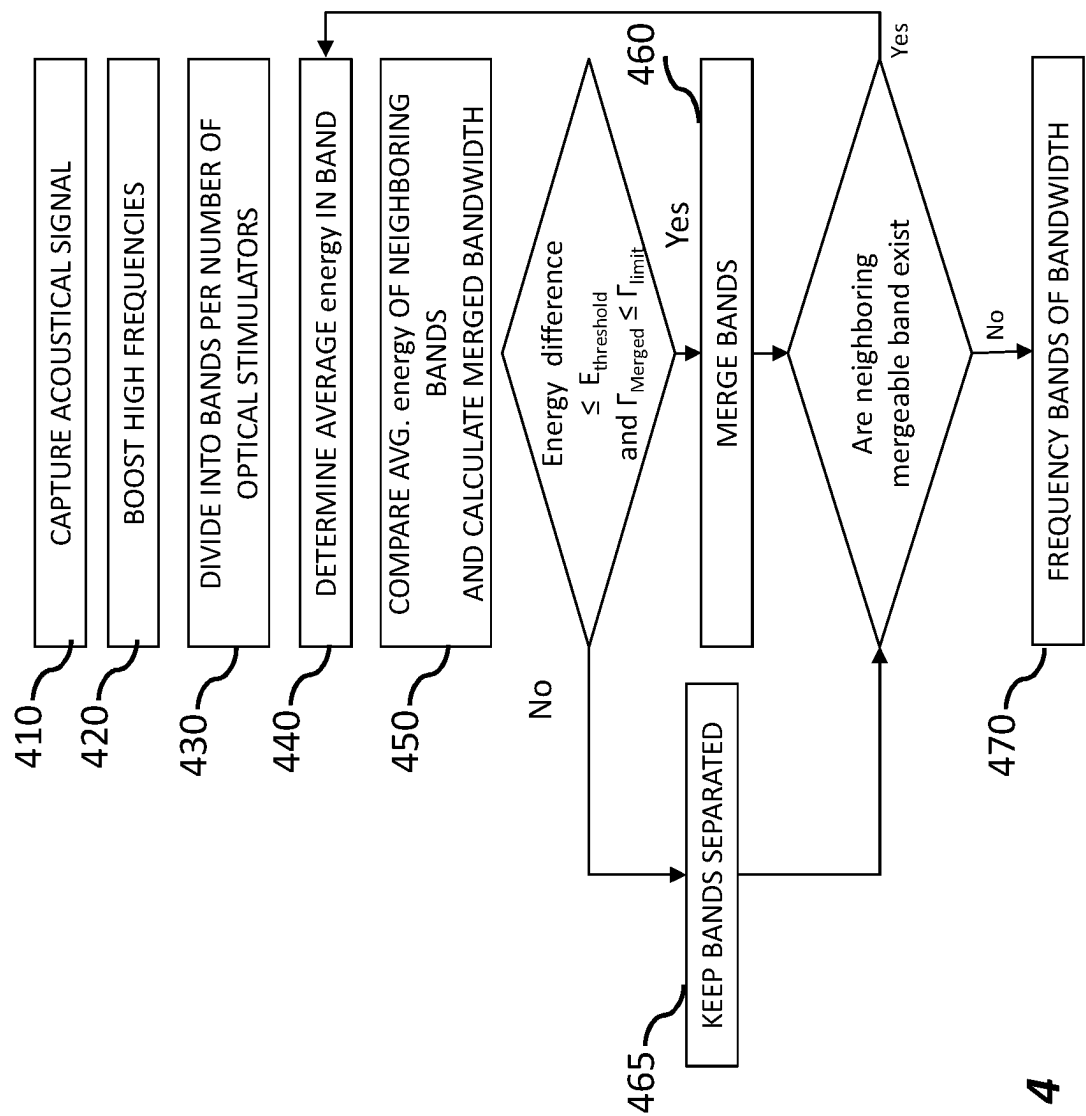 410
CAPTURE ACOUSTICAL SIGNAL
420
BOOST HIGH FREQUENCIES
430
DIVIDE INTO BANDS PER NUMBER OF
OPTICAL STIMULATORS
440
DETERMINE AVERAGE energy IN BAND
450
COMPARE AVG. energy OF NEIGHBORING
BANDS
AND CALCULATE MERGED BANDWIDTH
Energy difference
≤ E_threshold
and Γ_Merged ≤ Γ_limit
No
Yes
460
MERGE BANDS
465
KEEP BANDS SEPARATED
Are neighboring
mergeable band exist
Yes
No
470
FREQUENCY BANDS OF BANDWIDTH
4